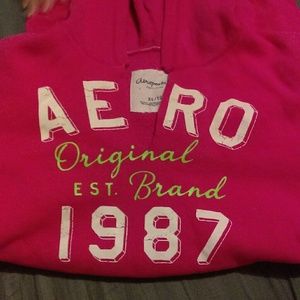 AERO
Original
EST. Brand
1987